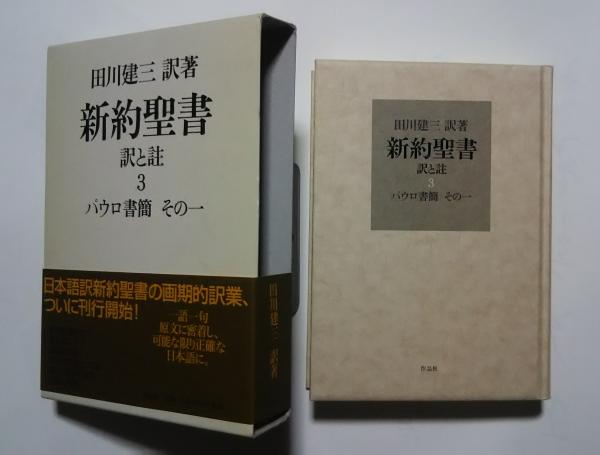 田川建三 訳著
新約聖書
訳と註
3
パウロ書簡 その一
日本語訳新約聖書の画期的訳業、
ついに刊行開始！
一語一句
原文に密着し、
可能な限り正確な
日本語に。
田川建三 訳著
田川建三 訳著
新約聖書
訳と註
3
パウロ書簡 その一
作品社